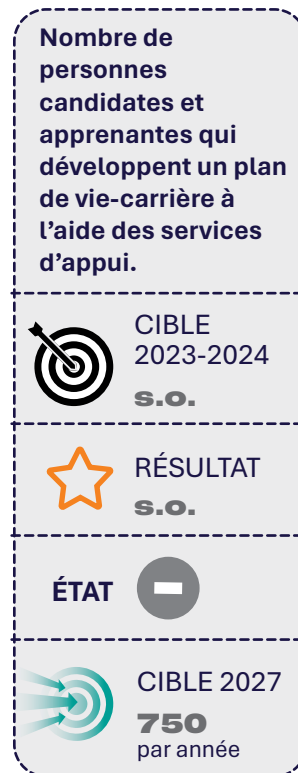 Nombre de
personnes
candidates et
apprenantes qui
développent un plan
de vie-carrière à
l’aide des services
d’appui.
CIBLE
2023-2024
s.o.
RÉSULTAT
s.o.
ÉTAT
CIBLE 2027
750
par année